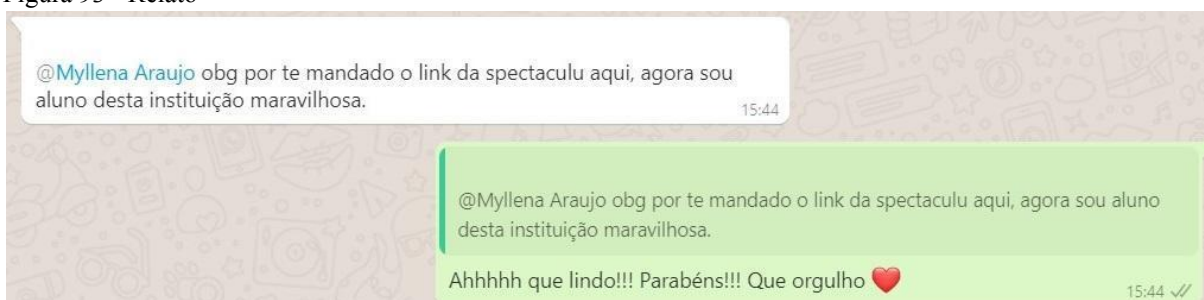 Figura 93 - Relato
@Myllena Araujo obg por te mandado o link da spectaculu aqui, agora sou
aluno desta instituição maravilhosa.
15:44
@Myllena Araujo obg por te mandado o link da spectaculu aqui, agora sou aluno
desta instituição maravilhosa.
Ahhhhh que lindo!!! Parabéns!!! Que orgulho ❤️
15:44